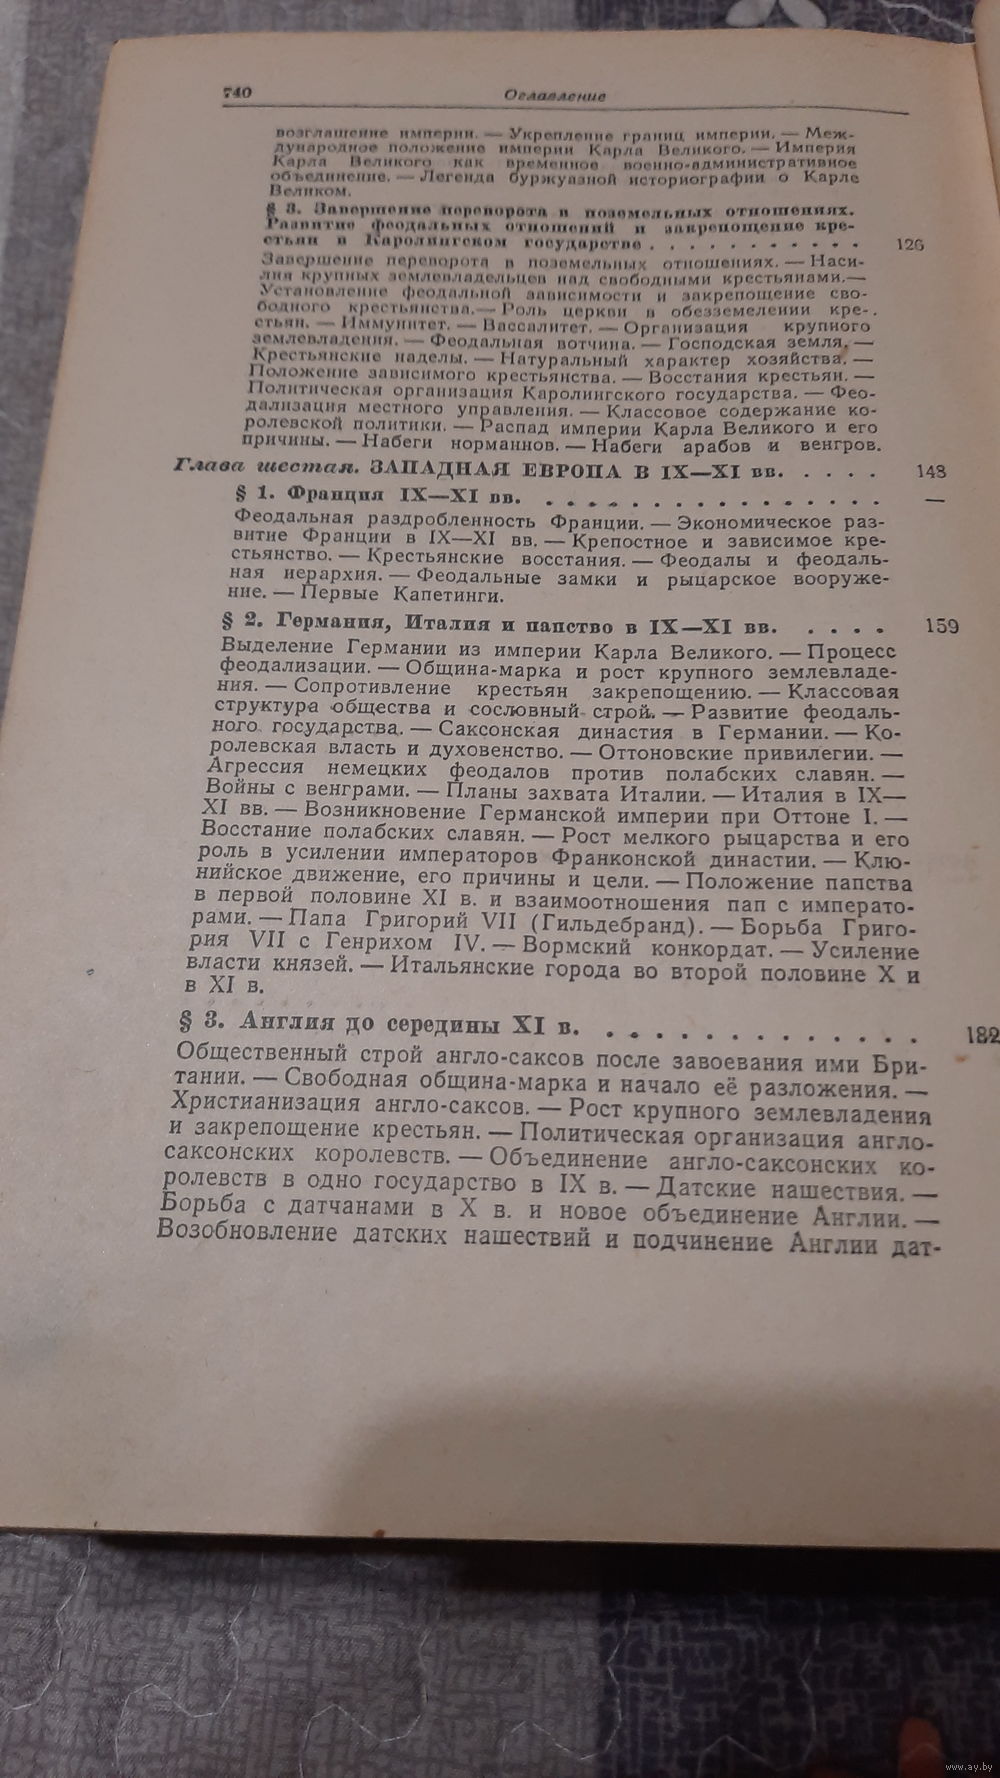 740
Оглавление
возглашение империи. — Укрепление границ империи. — Меж-
дународное положение империи Карла Великого. — Империя
Карла Великого как временное военно-административное
объединение. — Легенда буржуазной историографии о Карле
Великом.
§ 3. Завершение переворота в поземельных отношениях.
Развитие феодальных отношений и закрепощение кре-
стьян в Каролингском государстве . . . . . . . . . . . 126
Завершение переворота в поземельных отношениях. — Наси-
лия крупных землевладельцев над свободными крестьянами.—
Установление феодальной зависимости и закрепощение сво-
бодного крестьянства.— Роль церкви в обезземелении кре-
стьян. — Иммунитет. — Вассалитет. — Организация крупного
землевладения. — Феодальная вотчина. — Господская земля. —
Крестьянские наделы. — Натуральный характер хозяйства. —
Положение зависимого крестьянства. — Восстания крестьян. —
Политическая организация Каролингского государства. — Фео-
дализация местного управления. — Классовое содержание ко-
ролевской политики. — Распад империи Карла Великого и его
причины. — Набеги норманнов. — Набеги арабов и венгров.
Глава шестая. ЗАПАДНАЯ ЕВРОПА В IX—XI вв. . . . . . 143
§ 1. Франция IX—XI вв. . . . . . . . . . . . . . . . . —
Феодальная раздробленность Франции. — Экономическое раз-
витие Франции в IX—XI вв. — Крепостное и зависимое кре-
стьянство. — Крестьянские восстания. — Феодалы и феодаль-
ная иерархия. — Феодальные замки и рыцарское вооруже-
ние. — Первые Капетинги.
§ 2. Германия, Италия и папство в IX—XI вв. . . . . . 159
Выделение Германии из империи Карла Великого. — Процесс
феодализации. — Община-марка и рост крупного землевладе-
ния. — Сопротивление крестьян закрепощению. — Классовая
структура общества и сословный строй. — Развитие феодаль-
ного государства. — Саксонская династия в Германии. — Ко-
ролевская власть и духовенство. — Оттоновские привилегии. —
Агрессия немецких феодалов против полабских славян. —
Войны с венграми. — Планы захвата Италии. — Италия в IX—
XI вв. — Возникновение Германской империи при Оттоне I. —
Восстание полабских славян. — Рост мелкого рыцарства и его
роль в усилении императоров Франконской династии. — Клю-
нийское движение, его причины и цели. — Положение папства
в первой половине XI в. и взаимоотношения пап с императо-
рами. — Папа Григорий VII (Гильдебранд). — Борьба Григо-
рия VII с Генрихом IV. — Вормский конкордат. — Усиление
власти князей. — Итальянские города во второй половине X и
в XI в.
§ 3. Англия до середины XI в. . . . . . . . . . . . . . 182
Общественный строй англо-саксов после завоевания ими Бри-
тании. — Свободная община-марка и начало её разложения. —
Христианизация англо-саксов. — Рост крупного землевладения
и закрепощение крестьян. — Политическая организация англо-
саксонских королевств. — Объединение англо-саксонских ко-
ролевств в одно государство в IX в. — Датские нашествия. —
Борьба с датчанами в X в. и новое объединение Англии. —
Возобновление датских нашествий и подчинение Англии дат-
www.ay.by